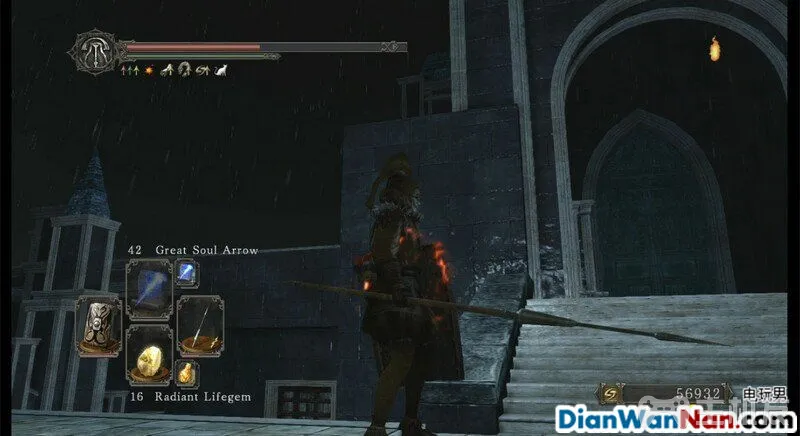 42 Great Soul Arrow
16 Radiant Lifegem
56932
电玩男
DianWanNan.com